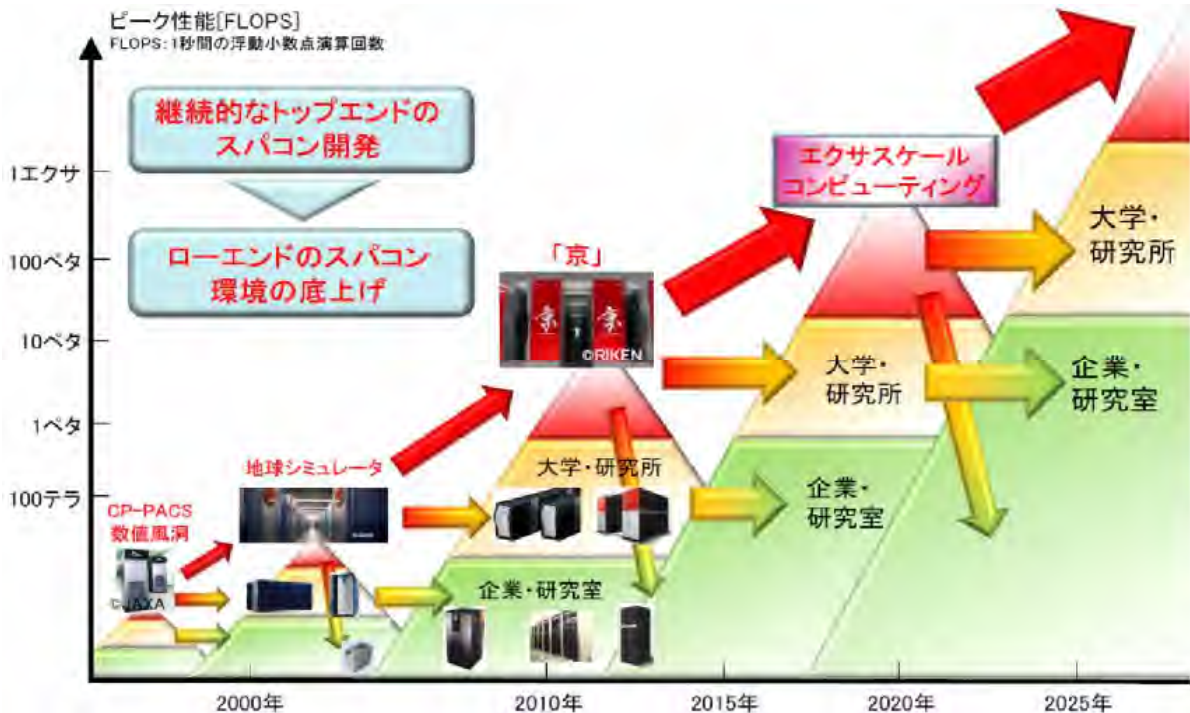 ピーク性能[FLOPS]
FLOPS:1秒間の浮動小数点演算回数
継続的なトップエンドの
スパコン開発
ローエンドのスパコン
環境の底上げ
1エクサ
100ペタ
10ペタ
1ペタ
100テラ
CP-PACS
数値風洞
©JAXA
地球シミュレータ
「京」
京
京
©RIKEN
エクサスケール
コンピューティング
大学・研究所
企業・研究室
大学・
研究所
企業・
研究室
大学・
研究所
企業・
研究室
2000年
2010年
2015年
2020年
2025年